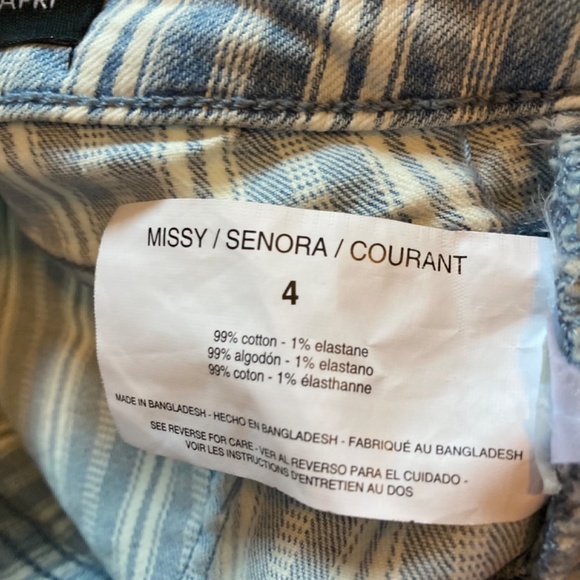 MISSY / SENORA / COURANT
4
99% cotton - 1% elastane
99% algodón - 1% elastano
99% coton - 1% élasthanne
MADE IN BANGLADESH - HECHO EN BANGLADESH - FABRIQUÉ AU BANGLADESH
SEE REVERSE FOR CARE - VER AL REVERSO PARA EL CUIDADO -
VOIR LES INSTRUCTIONS D'ENTRETIEN AU DOS